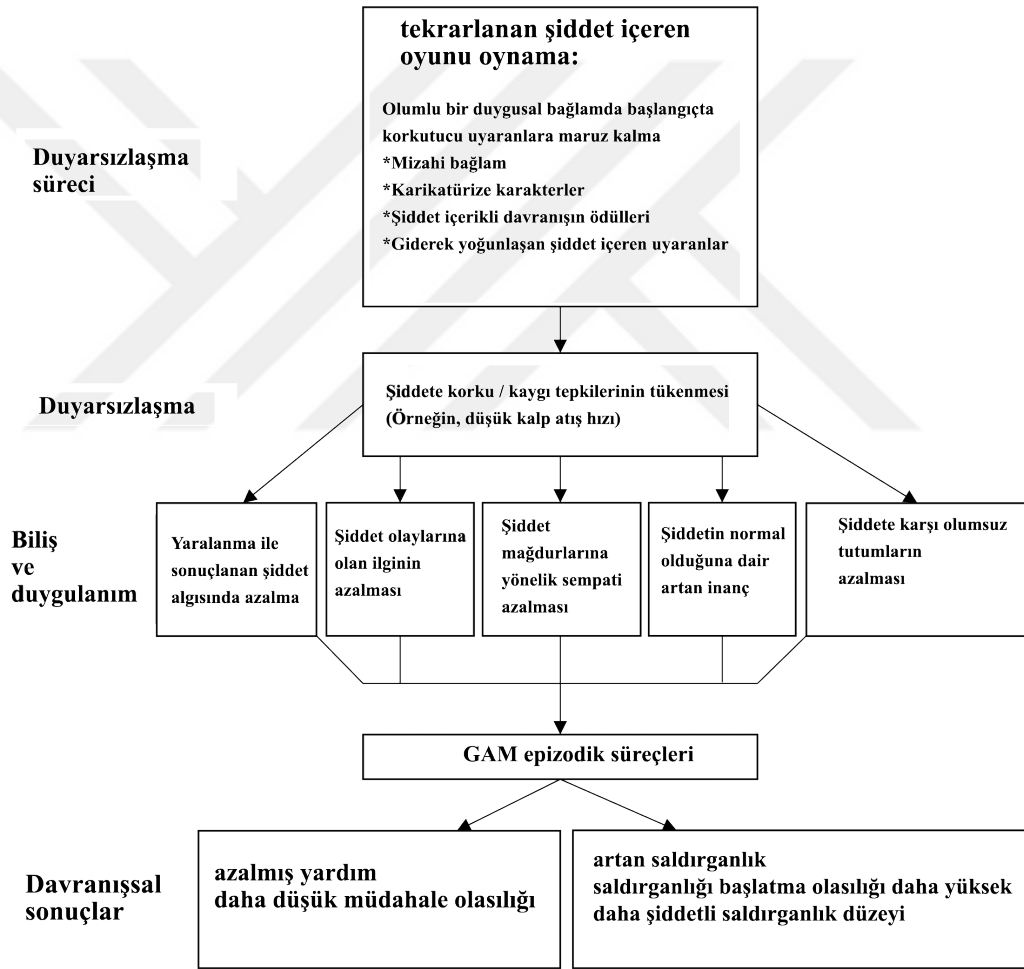 tekrarlanan şiddet içeren
oyunu oynama:
Olumlu bir duygusal bağlamda başlangıçta
korkutucu uyaranlara maruz kalma
*Mizahi bağlam
*Karikatürize karakterler
*Şiddet içerikli davranışın ödülleri
*Giderek yoğunlaşan şiddet içeren uyaranlar
Duyarsızlaşma
süreci
Duyarsızlaşma
Şiddete korku / kaygı tepkilerinin tükenmesi
(Örneğin, düşük kalp atış hızı)
Biliş
ve
duygulanım
Yaralanma ile
sonuçlanan şiddet
algısında azalma
Şiddet olaylarına
olan ilginin
azalması
Şiddet
mağdurlarına
yönelik sempati
azalması
Şiddetin normal
olduğuna dair
artan inanç
Şiddete karşı olumsuz
tutumların
azalması
GAM epizodik süreçleri
Davranışsal
sonuçlar
azalmış yardım
daha düşük müdahale olasılığı
artan saldırganlık
saldırganlığı başlatma olasılığı daha yüksek
daha şiddetli saldırganlık düzeyi